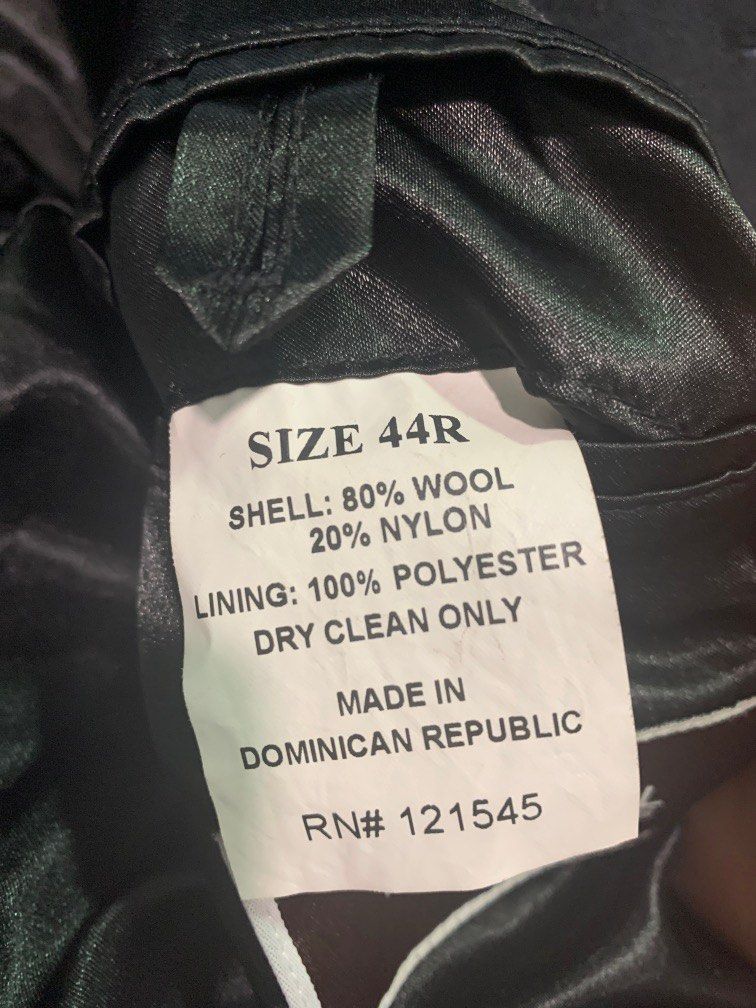 SIZE 44R
SHELL: 80% WOOL
20% NYLON
LINING: 100% POLYESTER
DRY CLEAN ONLY
MADE IN
DOMINICAN REPUBLIC
RN# 121545